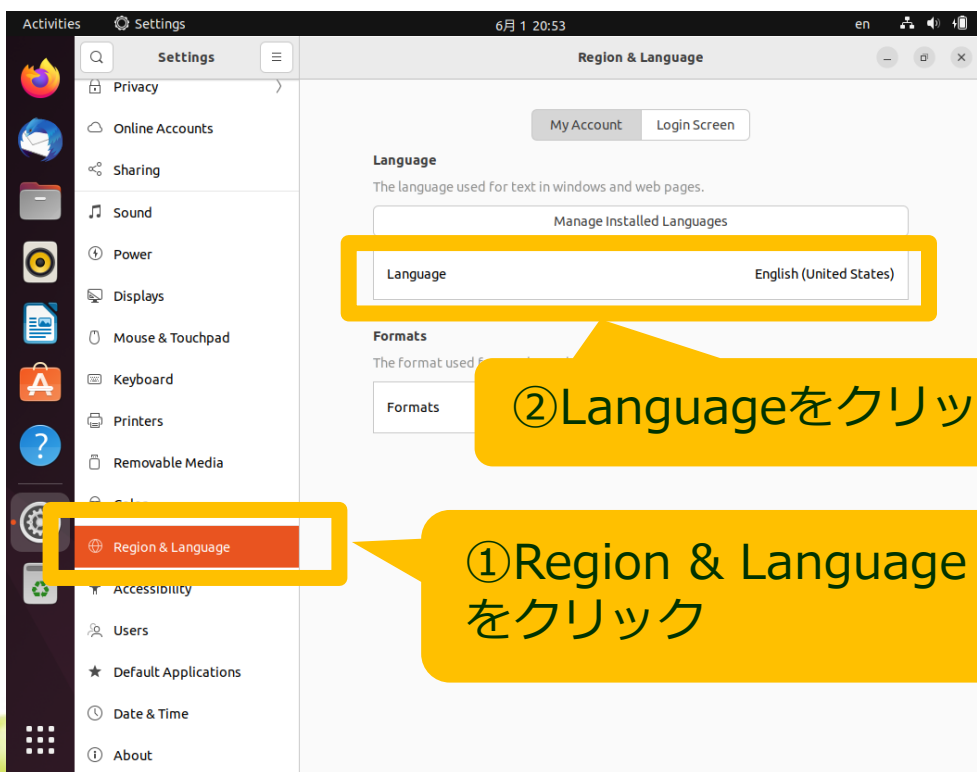 Activities
Settings
6月 1 20:53
en
Settings
Region & Language
Privacy
Online Accounts
Sharing
Sound
Power
Displays
Mouse & Touchpad
Keyboard
Printers
Removable Media
Region & Language
Accessibility
Users
Default Applications
Date & Time
About
My Account
Login Screen
Language
The language used for text in windows and web pages.
Manage Installed Languages
Language
English (United States)
Formats
The format used
Formats
②Languageをクリッ
①Region & Language
をクリック